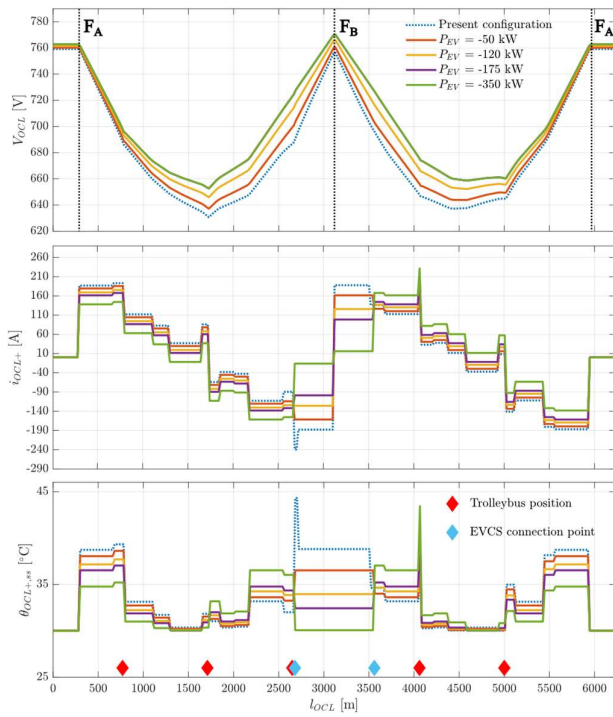 F_A F_B F_A
Present configuration
P_EV = -50 kW
P_EV = -120 kW
P_EV = -175 kW
P_EV = -350 kW
780
760
740
720
700
680
660
640
620
V_OCL [V]
260
210
160
110
60
10
-40
-90
-140
-190
-240
-290
i_OCL+ [A]
45
35
25
θ_OCL+,ss [°C]
Trolleybus position
EVCS connection point
0 500 1000 1500 2000 2500 3000 3500 4000 4500 5000 5500 6000
l_OCL [m]